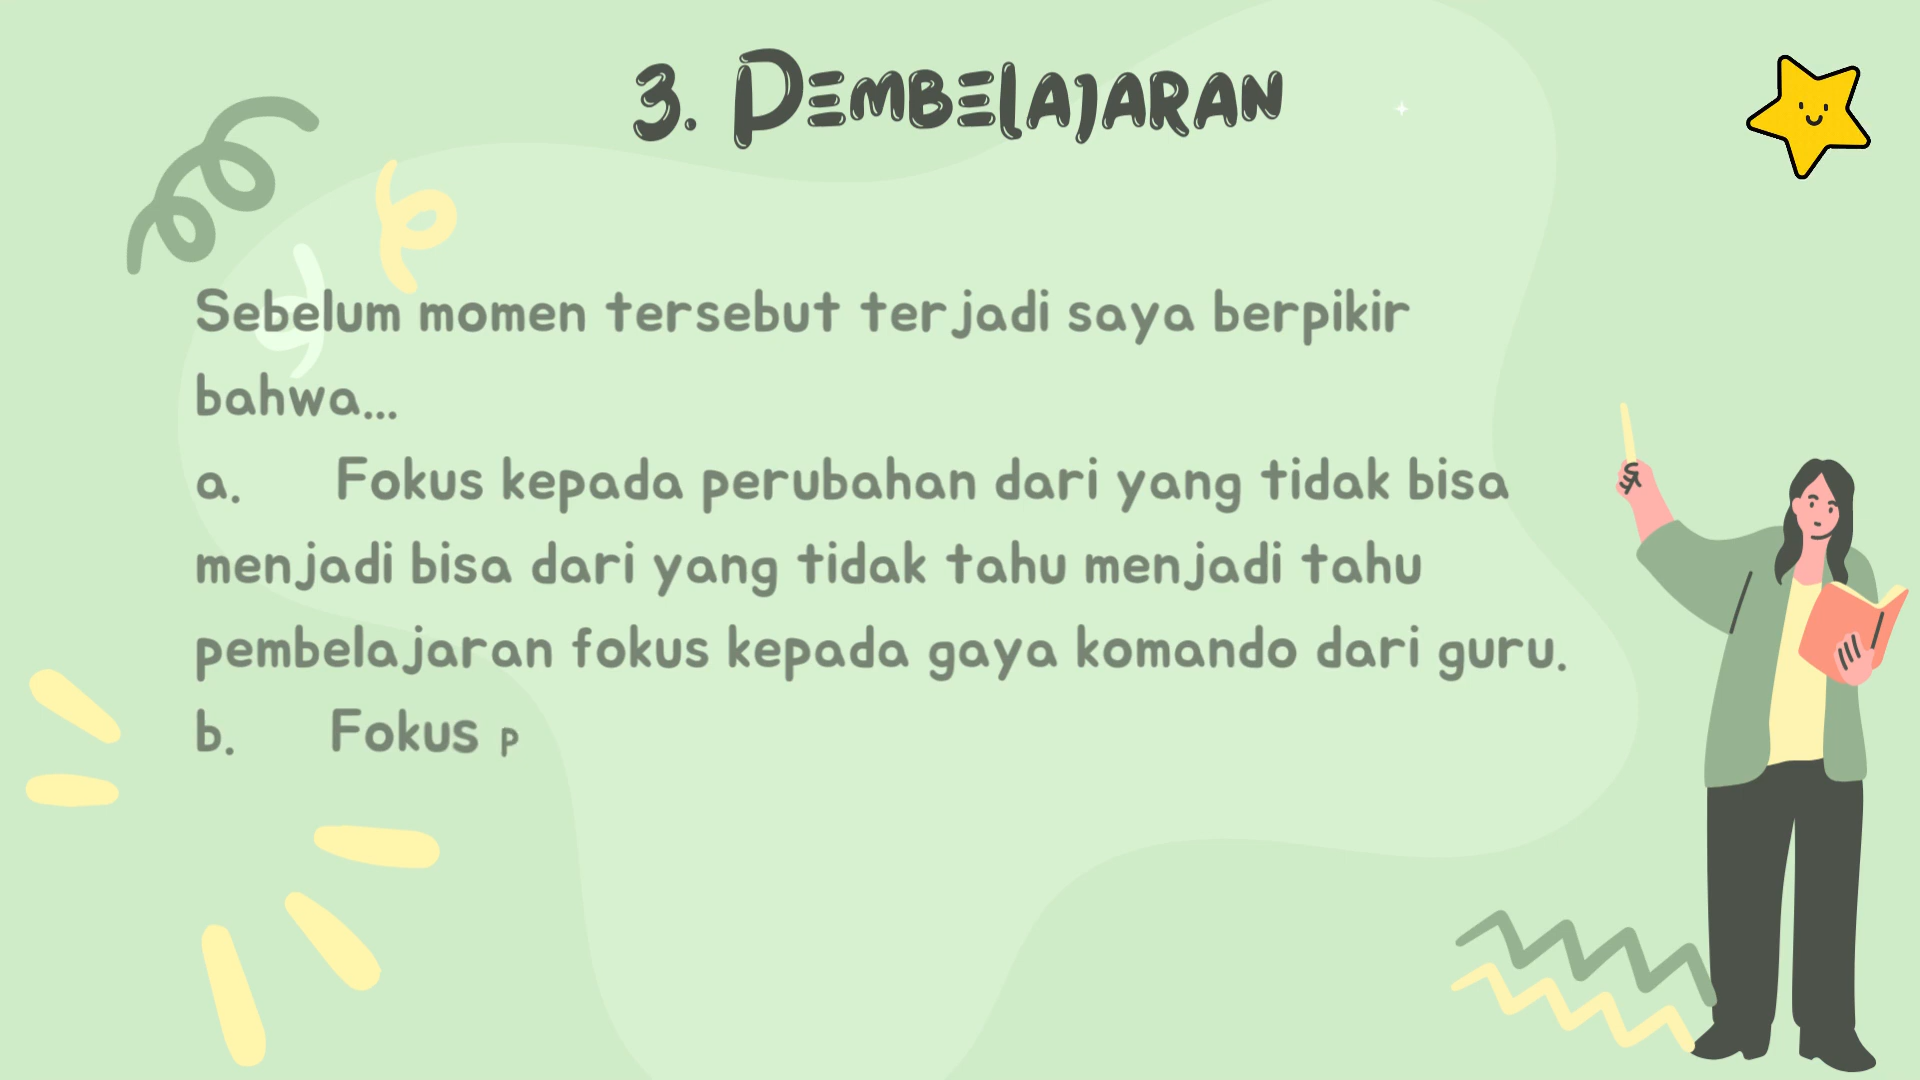 3. PEMBELAJARAN
Sebelum momen tersebut terjadi saya berpikir
bahwa...
a. Fokus kepada perubahan dari yang tidak bisa
menjadi bisa dari yang tidak tahu menjadi tahu
pembelajaran fokus kepada gaya komando dari guru.
b. Fokus p